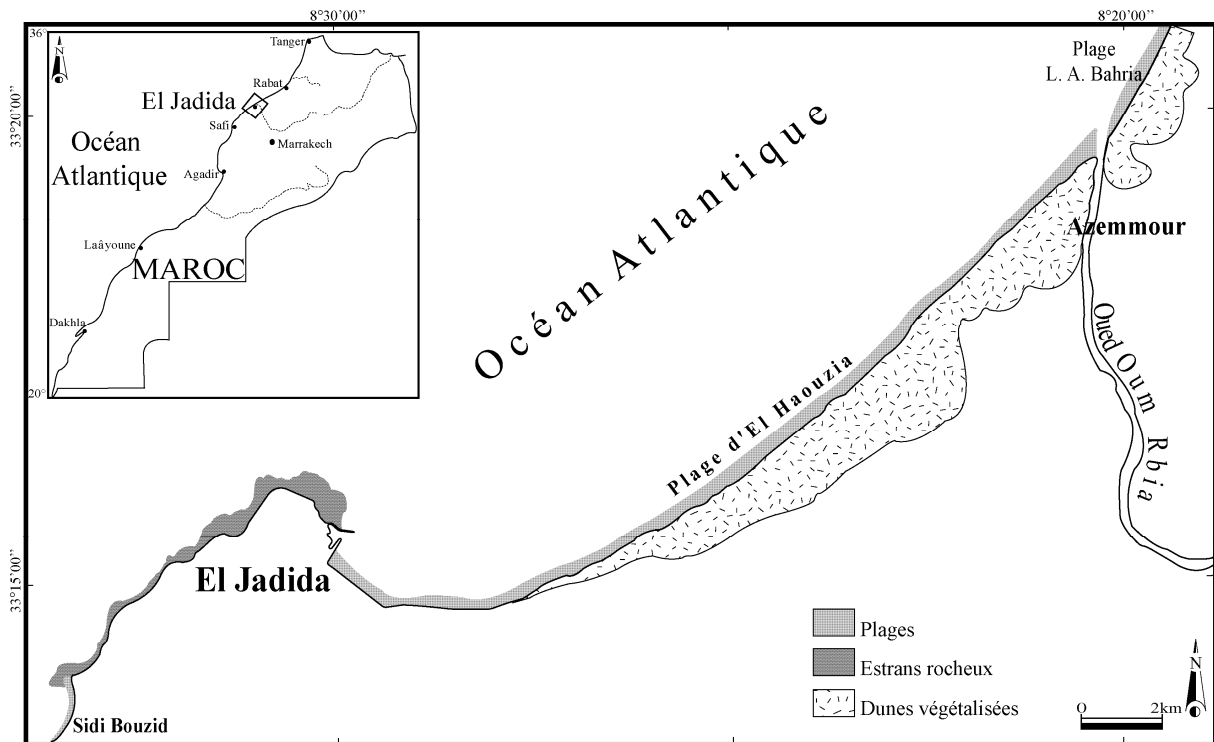 8°30'00’’
8°20'00’’
36°
33°20’00’’
20°
33°15’00’’
N
Tanger
Rabat
El Jadida
Safi
Océan
Atlantique
Marrakech
Agadir
Laâyoune
MAROC
Dakhla
Plage
L. A. Bahria
Océan Atlantique
Azemmour
Oued Oum Rbia
Plage d'El Haouzia
El Jadida
Sidi Bouzid
Plages
Estrans rocheux
Dunes végétalisées
N
0 2km